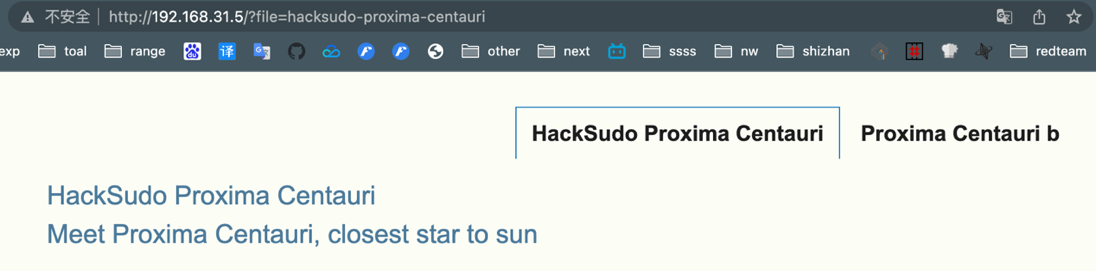 不安全 http://192.168.31.5/?file=hacksudo-proxima-centauri
exp toal range 译 other next ssss nw shizhan redteam
HackSudo Proxima Centauri Proxima Centauri b
HackSudo Proxima Centauri
Meet Proxima Centauri, closest star to sun